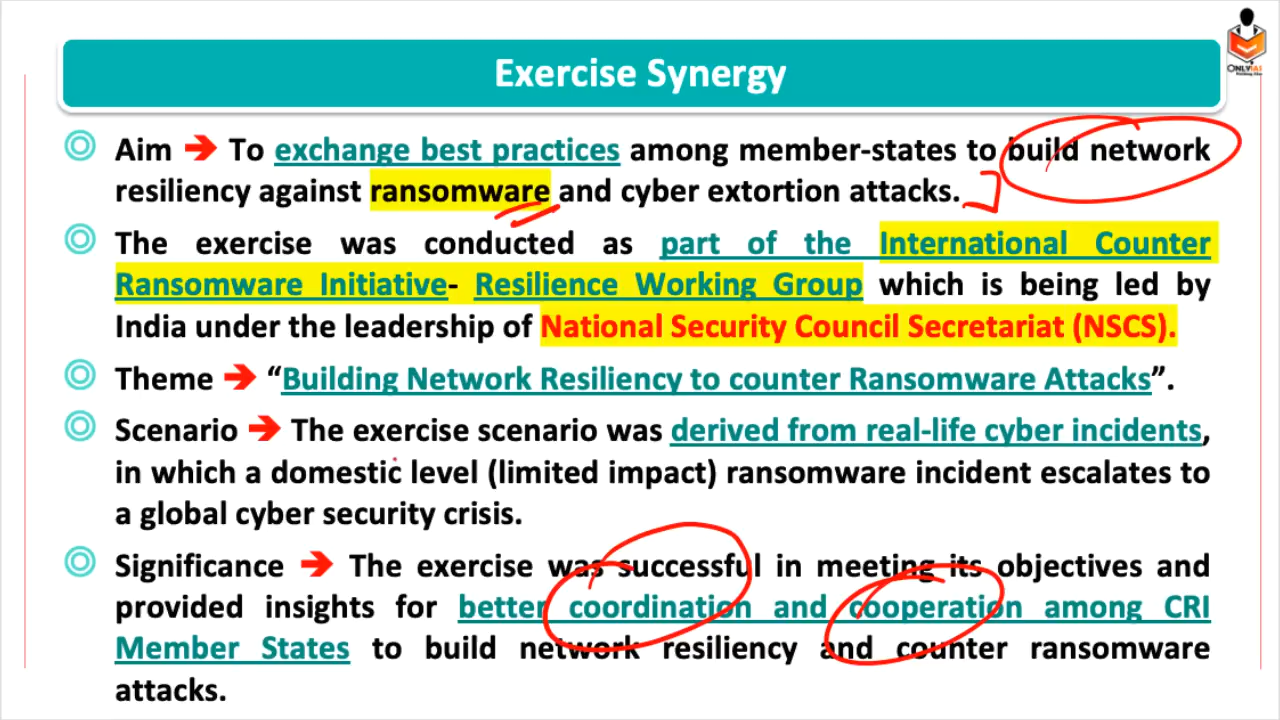 Exercise Synergy
ONLYIAS
Aim → To exchange best practices among member-states to build network
resiliency against ransomware and cyber extortion attacks.
The exercise was conducted as part of the International Counter
Ransomware Initiative- Resilience Working Group which is being led by
India under the leadership of National Security Council Secretariat (NSCS).
Theme → “Building Network Resiliency to counter Ransomware Attacks”.
Scenario → The exercise scenario was derived from real-life cyber incidents,
in which a domestic level (limited impact) ransomware incident escalates to
a global cyber security crisis.
Significance → The exercise was successful in meeting its objectives and
provided insights for better coordination and cooperation among CRI
Member States to build network resiliency and counter ransomware
attacks.